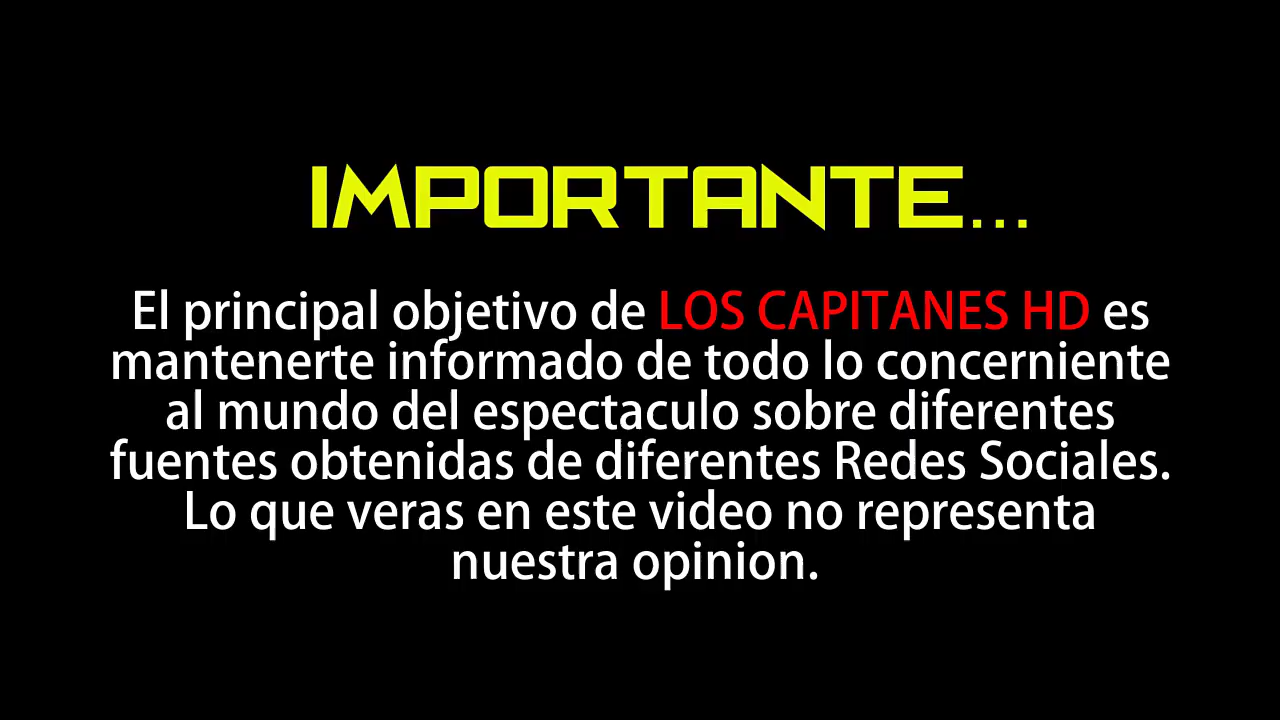 IMPORTANTE...
El principal objetivo de LOS CAPITANES HD es
mantenerte informado de todo lo concerniente
al mundo del espectaculo sobre diferentes
fuentes obtenidas de diferentes Redes Sociales.
Lo que veras en este video no representa
nuestra opinion.